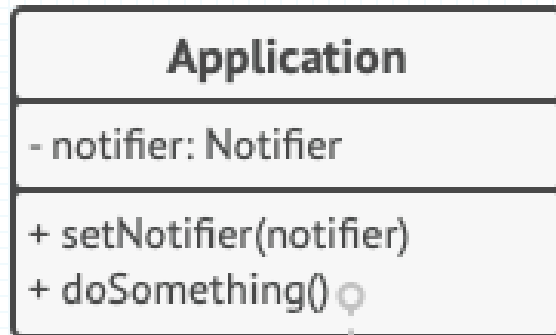 Application
- notifier: Notifier
+ setNotifier(notifier)
+ doSomething()